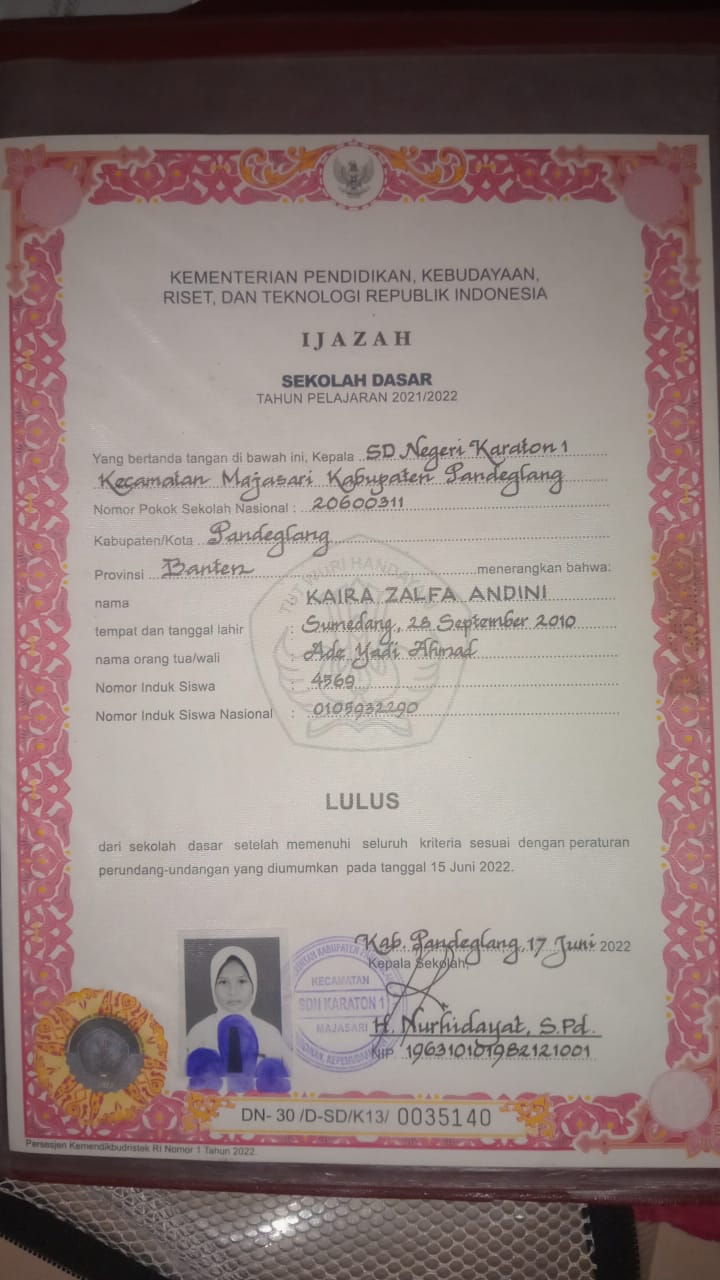 KEMENTERIAN PENDIDIKAN, KEBUDAYAAN,
RISET, DAN TEKNOLOGI REPUBLIK INDONESIA
IJAZAH
SEKOLAH DASAR
TAHUN PELAJARAN 2021/2022
Yang bertanda tangan di bawah ini, Kepala SD Negeri Karaton 1
Kecamatan Majasari Kabupaten Pandeglang
Nomor Pokok Sekolah Nasional : 20600311
Kabupaten/Kota Pandeglang
Provinsi Banten menerangkan bahwa:
TUT WURI HANDAYANI
nama : KAIRA ZALFA ANDINI
tempat dan tanggal lahir : Sumedang, 28 September 2010
nama orang tua/wali : Ade Yadi Ahmad
Nomor Induk Siswa : 4569
Nomor Induk Siswa Nasional : 0105932290
LULUS
dari sekolah dasar setelah memenuhi seluruh kriteria sesuai dengan peraturan
perundang-undangan yang diumumkan pada tanggal 15 Juni 2022.
Kab. Pandeglang, 17 Juni 2022
Kepala Sekolah,
KECAMATAN
SDN KARATON 1
MAJASARI
H. Nurhidayat, S.Pd.
NIP. 196310101982121001
DN- 30 /D-SD/K13/ 0035140
Persesjen Kemendikbudristek RI Nomor 1 Tahun 2022.